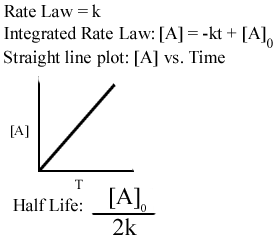 Rate Law = k
Integrated Rate Law: [A] = -kt + [A]₀
Straight line plot: [A] vs. Time
[A]
T
Half Life: [A]₀
2k